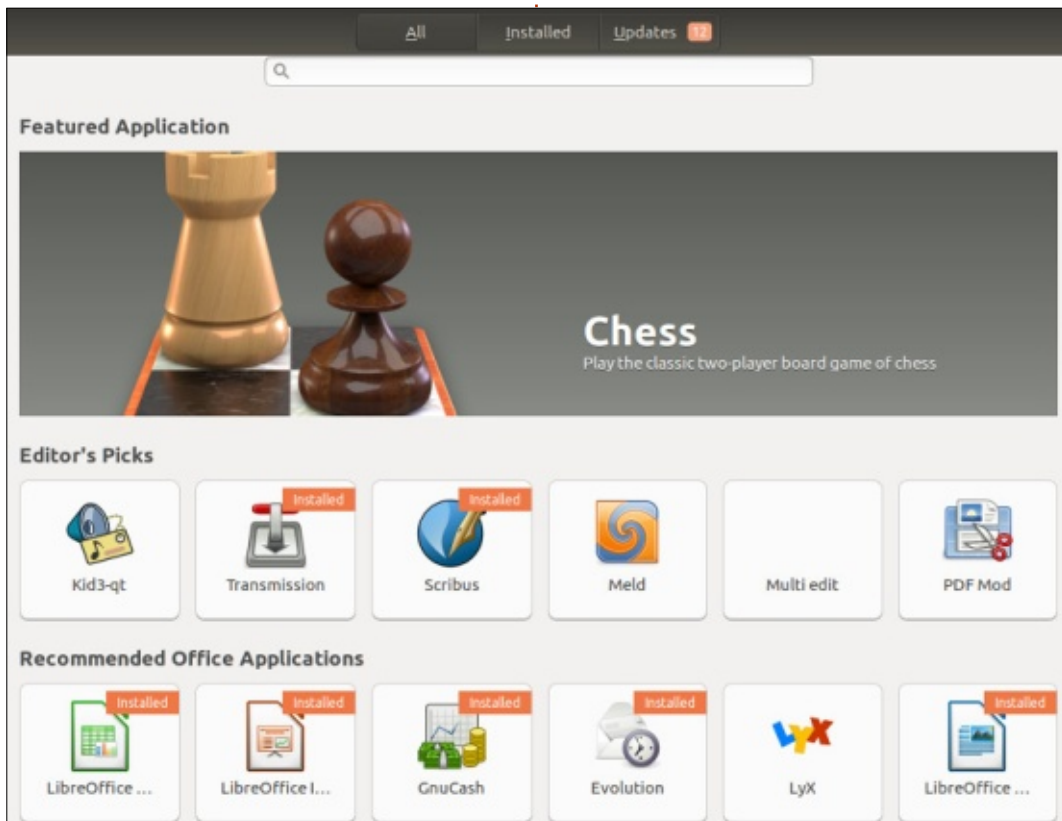 All Installed Updates 12
Featured Application
Chess
Play the classic two-player board game of chess
Editor's Picks
Installed Installed
Kid3-qt Transmission Scribus Meld Multi edit PDF Mod
Recommended Office Applications
Installed Installed Installed Installed Installed
LibreOffice ... LibreOffice I... GnuCash Evolution LyX LibreOffice ...